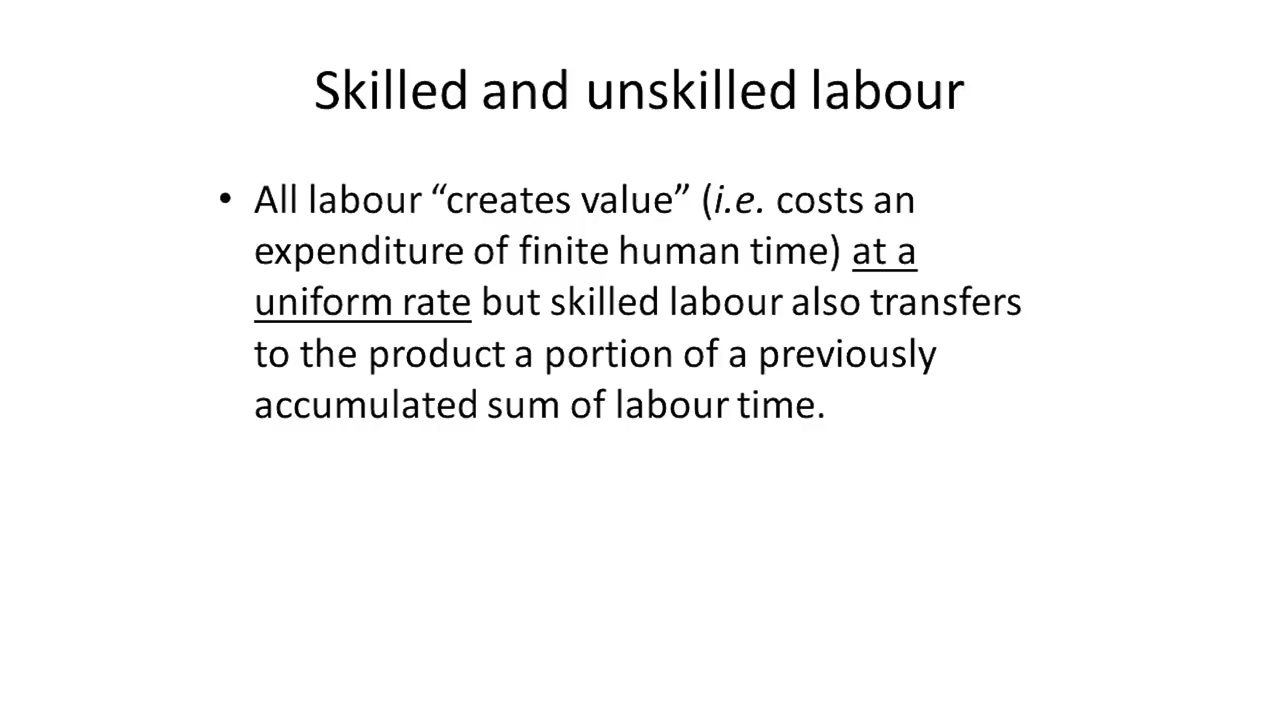 Skilled and unskilled labour
• All labour “creates value” (i.e. costs an
expenditure of finite human time) at a
uniform rate but skilled labour also transfers
to the product a portion of a previously
accumulated sum of labour time.